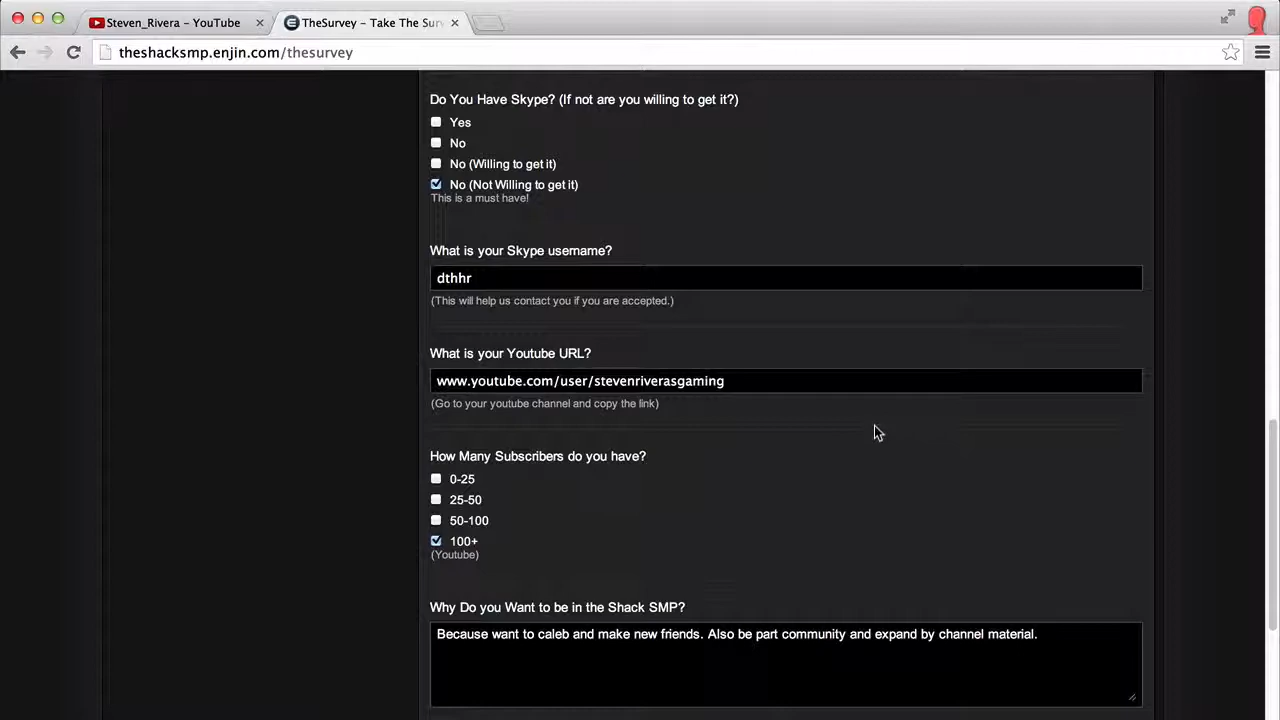 Steven_Rivera – YouTube
TheSurvey – Take The Sur
theshacksmp.enjin.com/thesurvey
Do You Have Skype? (If not are you willing to get it?)
Yes
No
No (Willing to get it)
No (Not Willing to get it)
This is a must have!
What is your Skype username?
dthhr
(This will help us contact you if you are accepted.)
What is your Youtube URL?
www.youtube.com/user/stevenriverasgaming
(Go to your youtube channel and copy the link)
How Many Subscribers do you have?
0-25
25-50
50-100
100+
(Youtube)
Why Do you Want to be in the Shack SMP?
Because want to caleb and make new friends. Also be part community and expand by channel material.